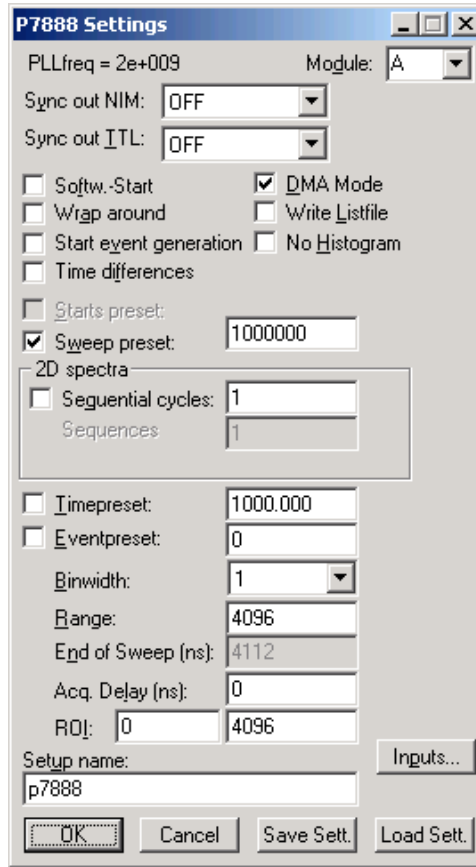 P7888 Settings
PLLfreq = 2e+009 Module: A
Sync out NIM: OFF
Sync out TTL: OFF
Softw.-Start DMA Mode
Wrap around Write Listfile
Start event generation No Histogram
Time differences
Starts preset:
Sweep preset: 1000000
2D spectra
Seguential cycles: 1
Sequences 1
Timepreset: 1000.000
Eventpreset: 0
Binwidth: 1
Range: 4096
End of Sweep (ns): 4112
Acq. Delay (ns): 0
ROI: 0 4096
Inputs...
Setup name:
p7888
OK Cancel Save Sett. Load Sett.